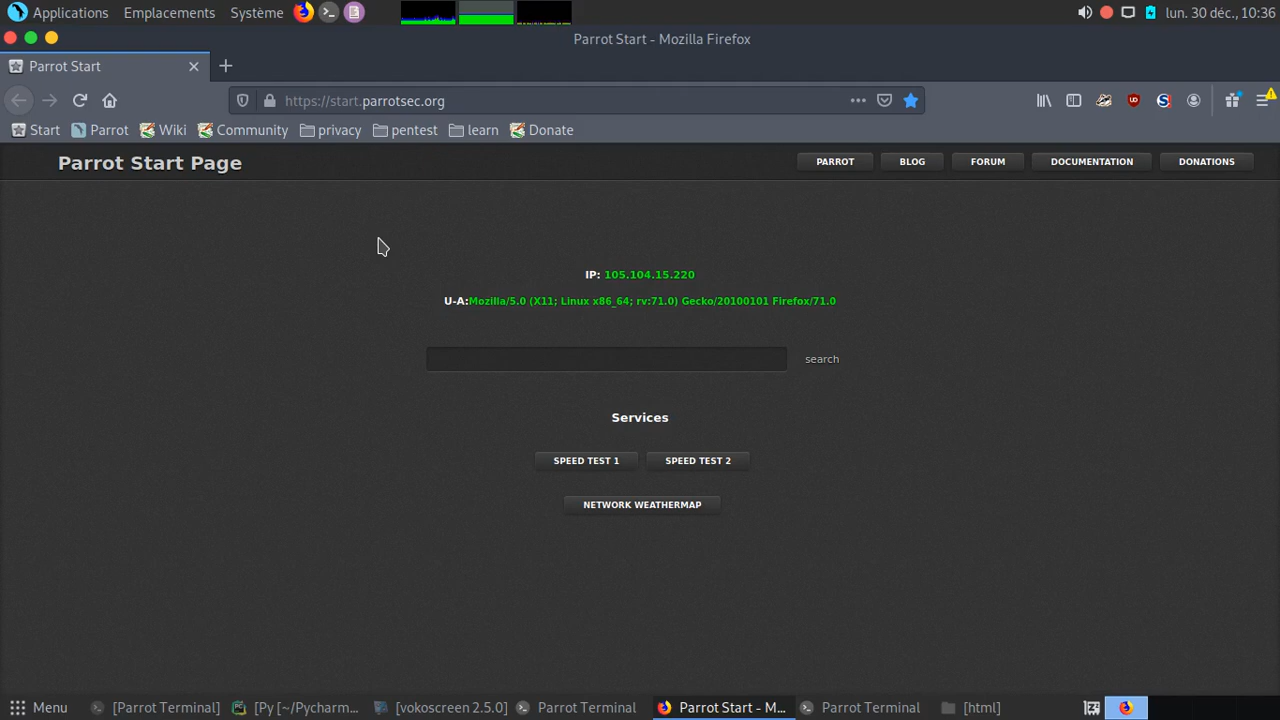 Applications Emplacements Système lun. 30 déc., 10:36
Parrot Start - Mozilla Firefox
Parrot Start
https://start.parrotsec.org
Start Parrot Wiki Community privacy pentest learn Donate
Parrot Start Page PARROT BLOG FORUM DOCUMENTATION DONATIONS
IP: 105.104.15.220
U-A:Mozilla/5.0 (X11; Linux x86_64; rv:71.0) Gecko/20100101 Firefox/71.0
search
Services
SPEED TEST 1 SPEED TEST 2
NETWORK WEATHERMAP
Menu [Parrot Terminal] [Py [~/Pycharm... [vokoscreen 2.5.0] Parrot Terminal Parrot Start - M... Parrot Terminal [html]